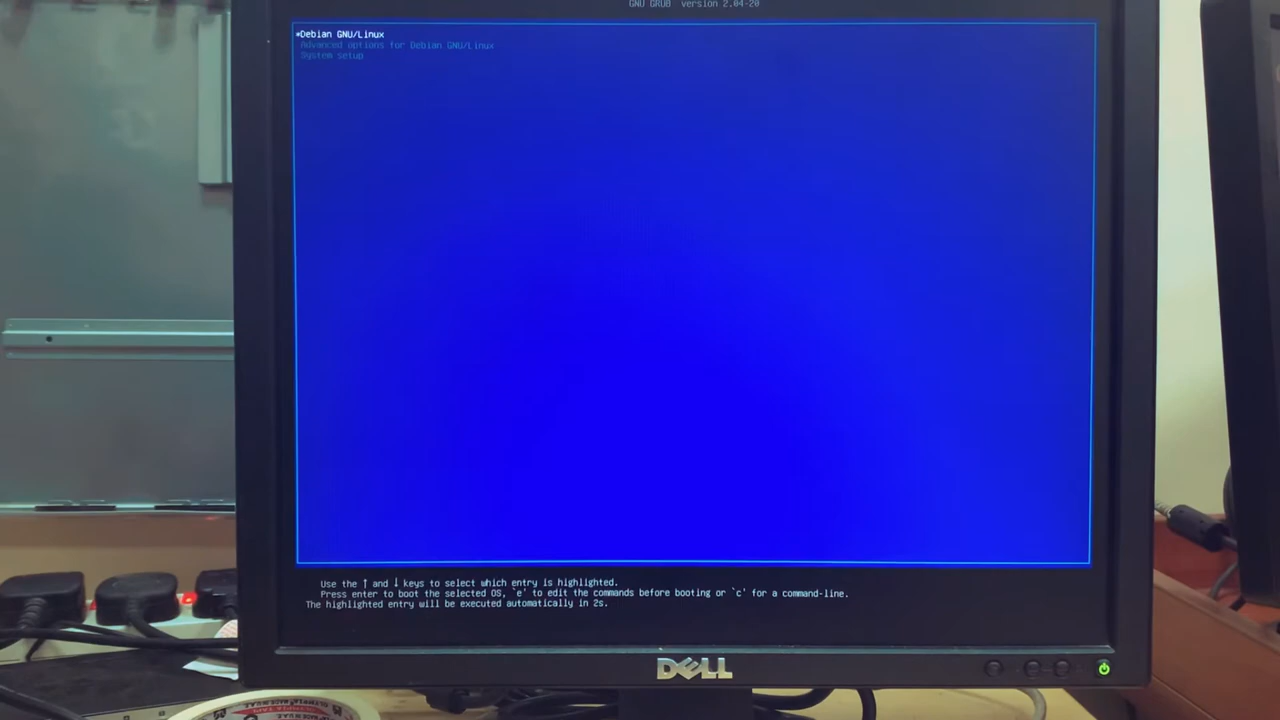 GNU GRUB version 2.04-20
*Debian GNU/Linux
Advanced options for Debian GNU/Linux
System setup
Use the ↑ and ↓ keys to select which entry is highlighted.
Press enter to boot the selected OS, `e' to edit the commands before booting or `c' for a command-line.
The highlighted entry will be executed automatically in 2s.
DELL